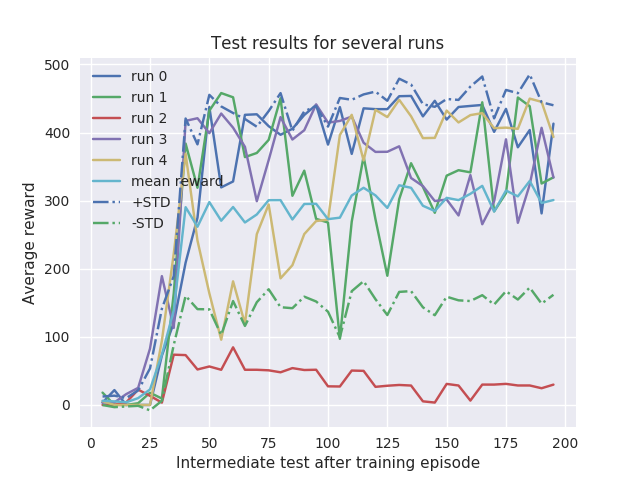 Test results for several runs
500
400
300
200
100
0
Average reward
run 0
run 1
run 2
run 3
run 4
mean reward
+STD
-STD
0 25 50 75 100 125 150 175 200
Intermediate test after training episode